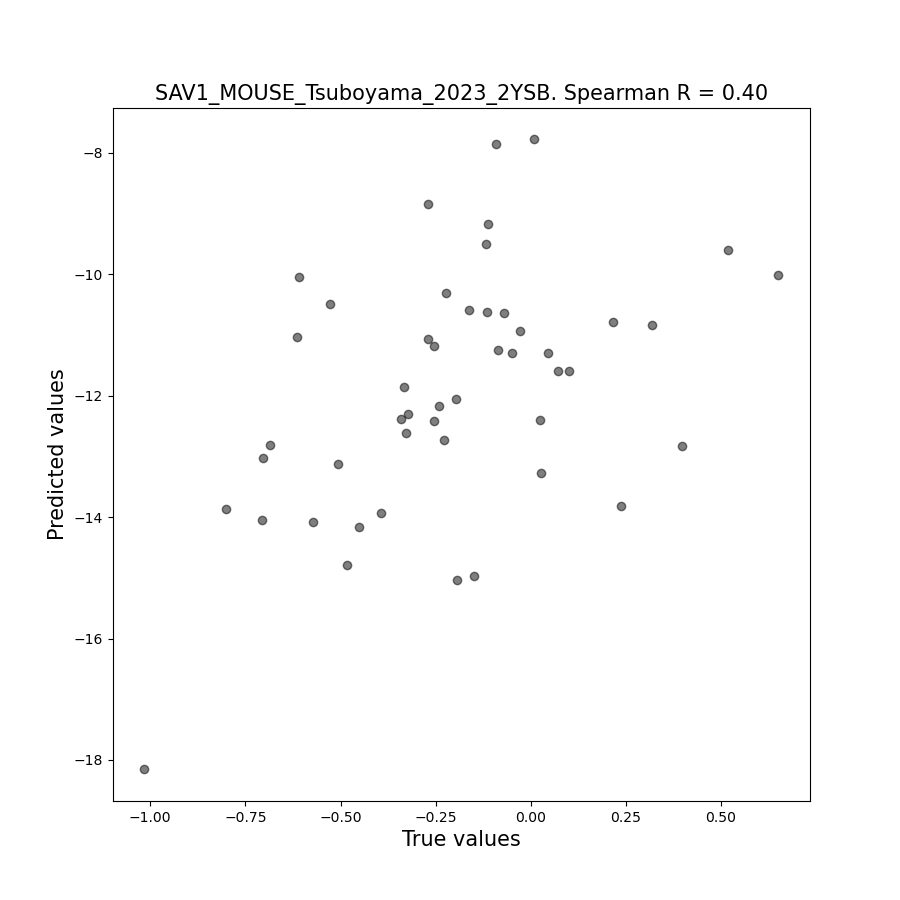 SAV1_MOUSE_Tsuboyama_2023_2YSB. Spearman R = 0.40
−8
−10
−12
−14
−16
−18
Predicted values
−1.00 −0.75 −0.50 −0.25 0.00 0.25 0.50
True values